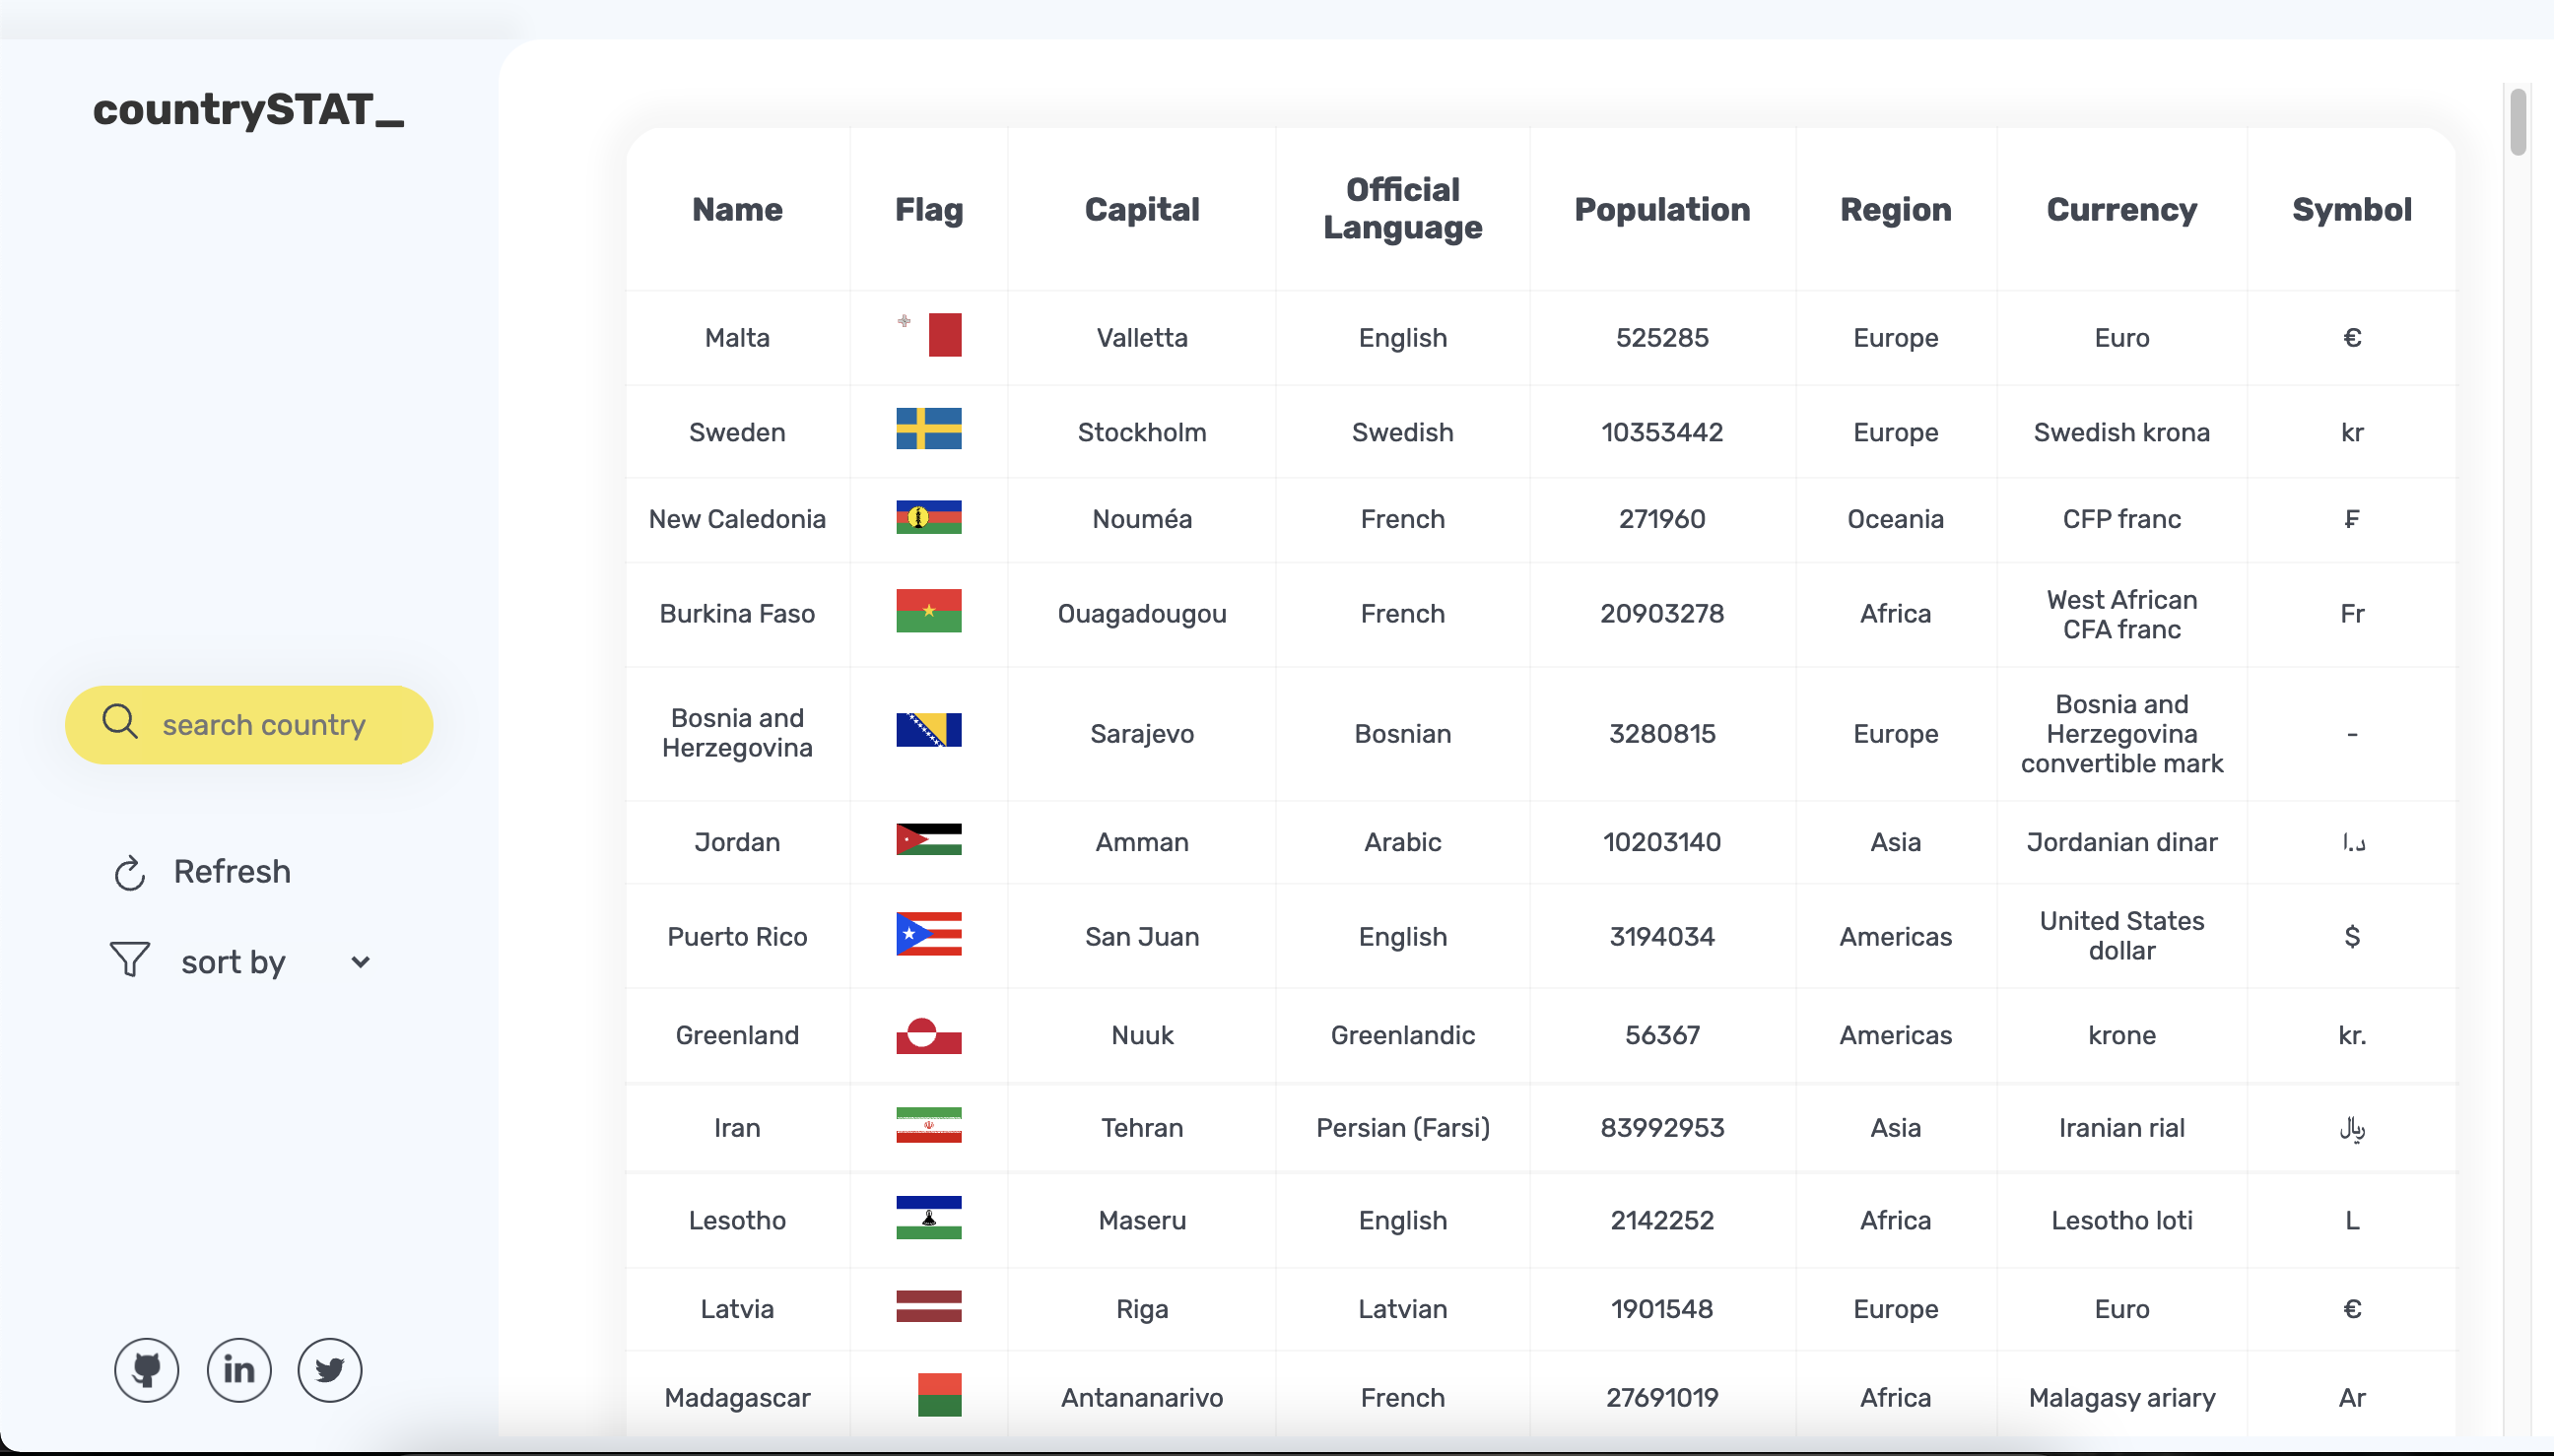 countrySTAT_
search country
Refresh
sort by
Name Flag Capital Official Language Population Region Currency Symbol
Malta Valletta English 525285 Europe Euro €
Sweden Stockholm Swedish 10353442 Europe Swedish krona kr
New Caledonia Nouméa French 271960 Oceania CFP franc ₣
Burkina Faso Ouagadougou French 20903278 Africa West African CFA franc Fr
Bosnia and Herzegovina Sarajevo Bosnian 3280815 Europe Bosnia and Herzegovina convertible mark -
Jordan Amman Arabic 10203140 Asia Jordanian dinar د.ا
Puerto Rico San Juan English 3194034 Americas United States dollar $
Greenland Nuuk Greenlandic 56367 Americas krone kr.
Iran Tehran Persian (Farsi) 83992953 Asia Iranian rial ﷼
Lesotho Maseru English 2142252 Africa Lesotho loti L
Latvia Riga Latvian 1901548 Europe Euro €
Madagascar Antananarivo French 27691019 Africa Malagasy ariary Ar
in